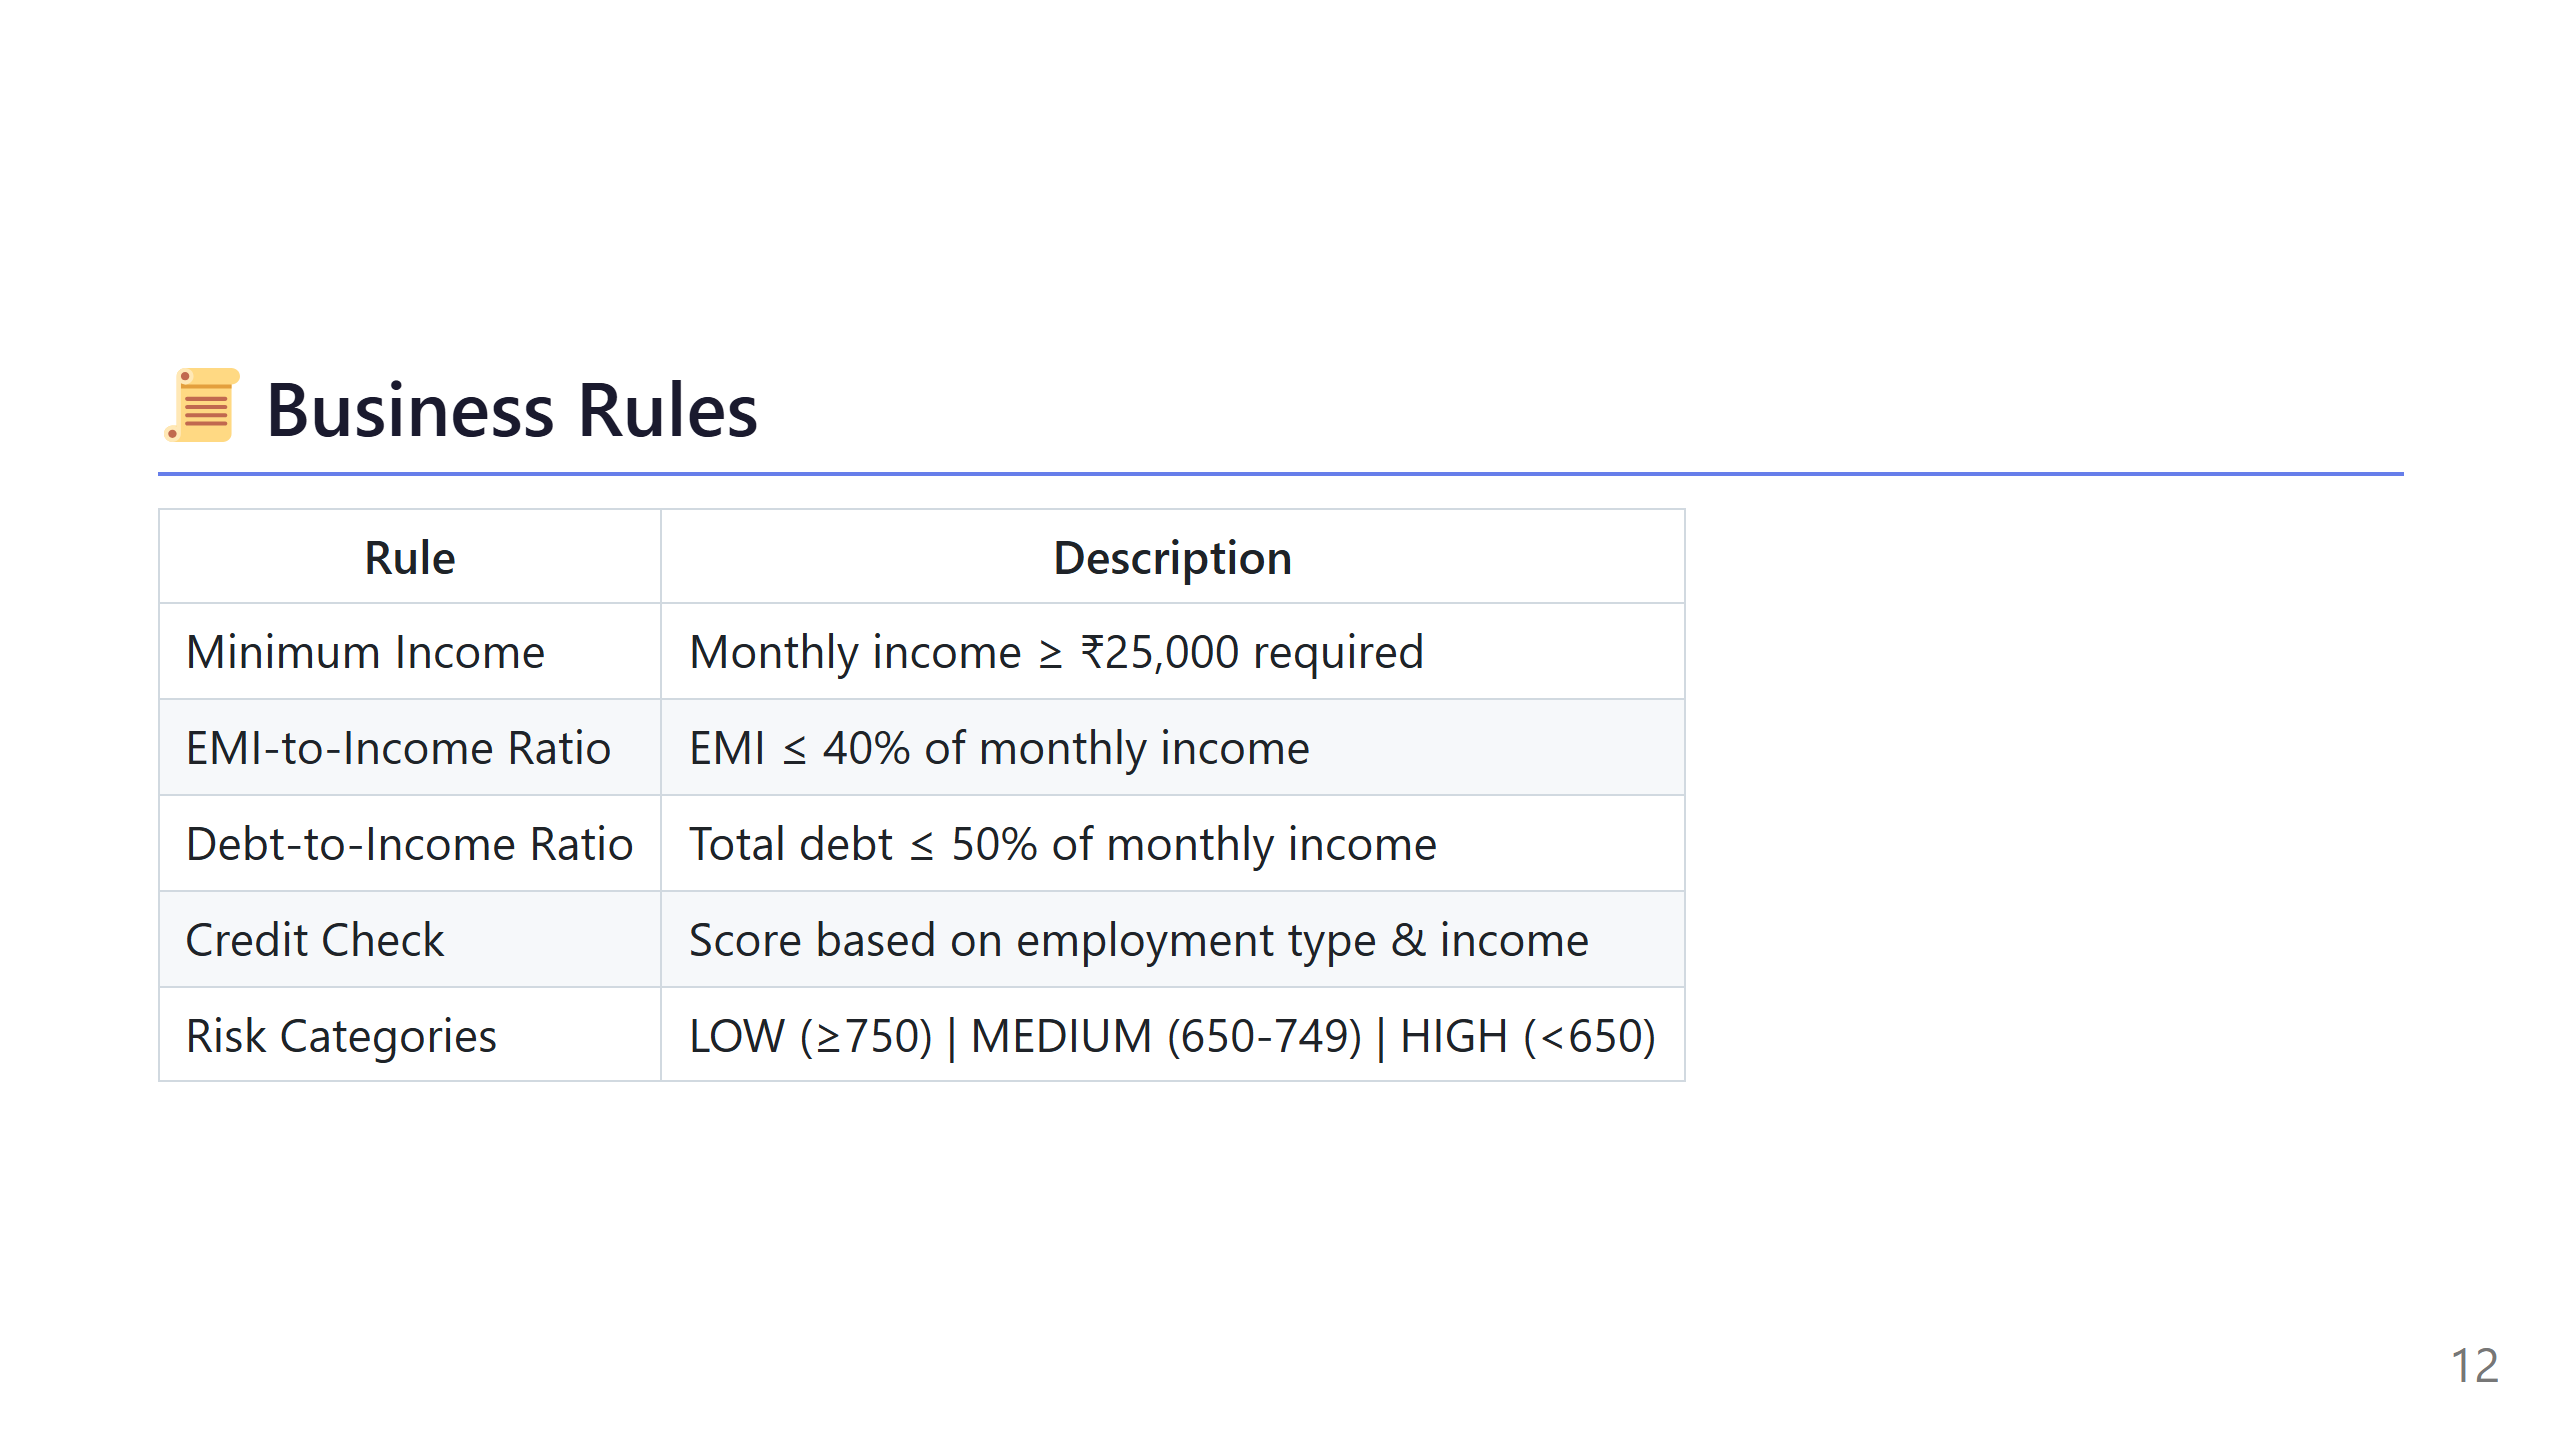 Business Rules
Rule Description
Minimum Income Monthly income ≥ ₹25,000 required
EMI-to-Income Ratio EMI ≤ 40% of monthly income
Debt-to-Income Ratio Total debt ≤ 50% of monthly income
Credit Check Score based on employment type & income
Risk Categories LOW (≥750) | MEDIUM (650-749) | HIGH (<650)
12